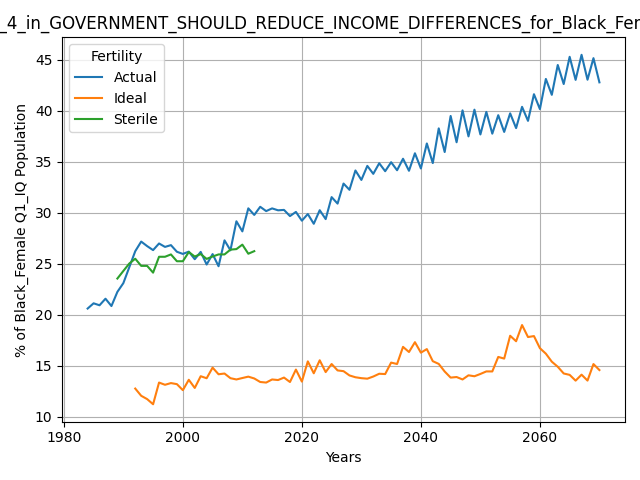 _4_in_GOVERNMENT_SHOULD_REDUCE_INCOME_DIFFERENCES_for_Black_Fer
Fertility
Actual
Ideal
Sterile
% of Black_Female Q1_IQ Population
45
40
35
30
25
20
15
10
1980
2000
2020
2040
2060
Years